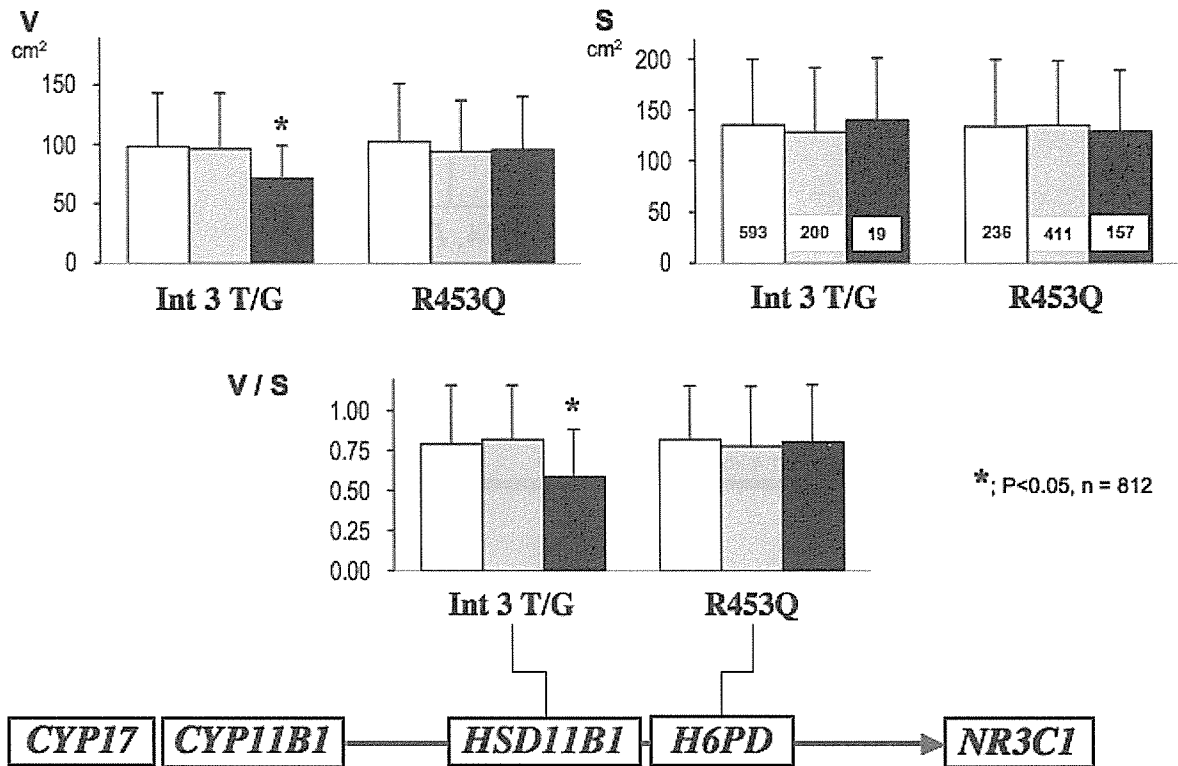 V
cm²
150
100
50
0
*
Int 3 T/G
R453Q
S
cm²
200
150
100
50
0
593
200
19
236
411
157
Int 3 T/G
R453Q
V / S
1.00
0.75
0.50
0.25
0.00
*
Int 3 T/G
R453Q
*; P<0.05, n = 812
CYP17 CYP11B1 HSD11B1 H6PD NR3C1